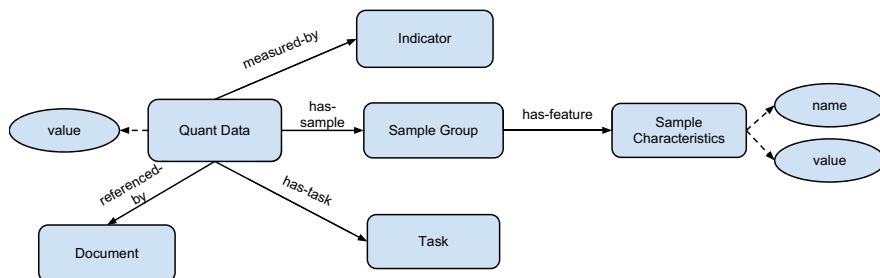 Indicator
measured-by
value
Quant Data
has-
sample
Sample Group
has-feature
Sample
Characteristics
name
value
referenced-
by
has-task
Document
Task